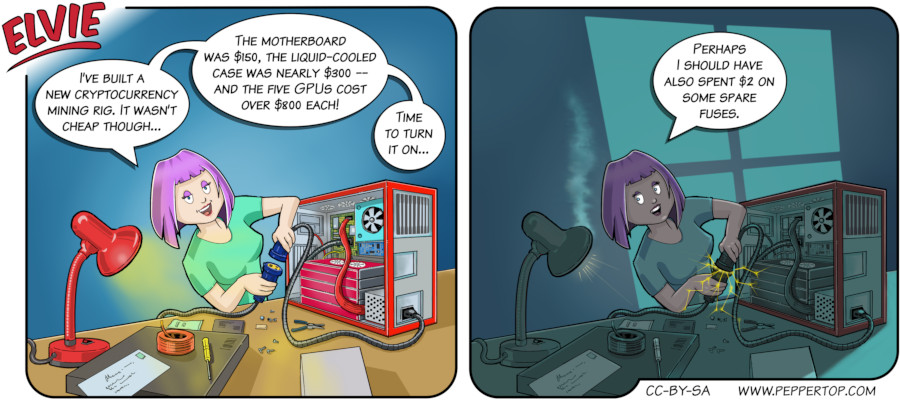 ELVIE
I'VE BUILT A
NEW CRYPTOCURRENCY
MINING RIG. IT WASN'T
CHEAP THOUGH...
THE MOTHERBOARD
WAS $150, THE LIQUID-COOLED
CASE WAS NEARLY $300 --
AND THE FIVE GPUS COST
OVER $800 EACH!
TIME
TO TURN
IT ON...
PERHAPS
I SHOULD HAVE
ALSO SPENT $2 ON
SOME SPARE
FUSES.
CC-BY-SA
WWW.PEPPERTOP.COM